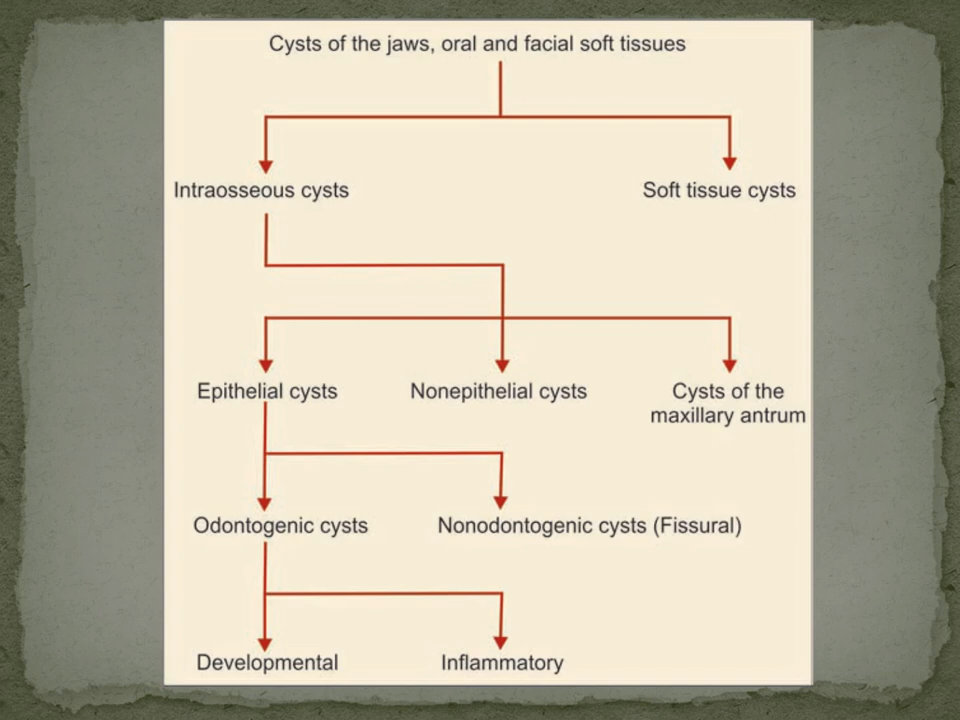 Cysts of the jaws, oral and facial soft tissues
Intraosseous cysts
Soft tissue cysts
Epithelial cysts
Nonepithelial cysts
Cysts of the
maxillary antrum
Odontogenic cysts
Nonodontogenic cysts (Fissural)
Developmental
Inflammatory